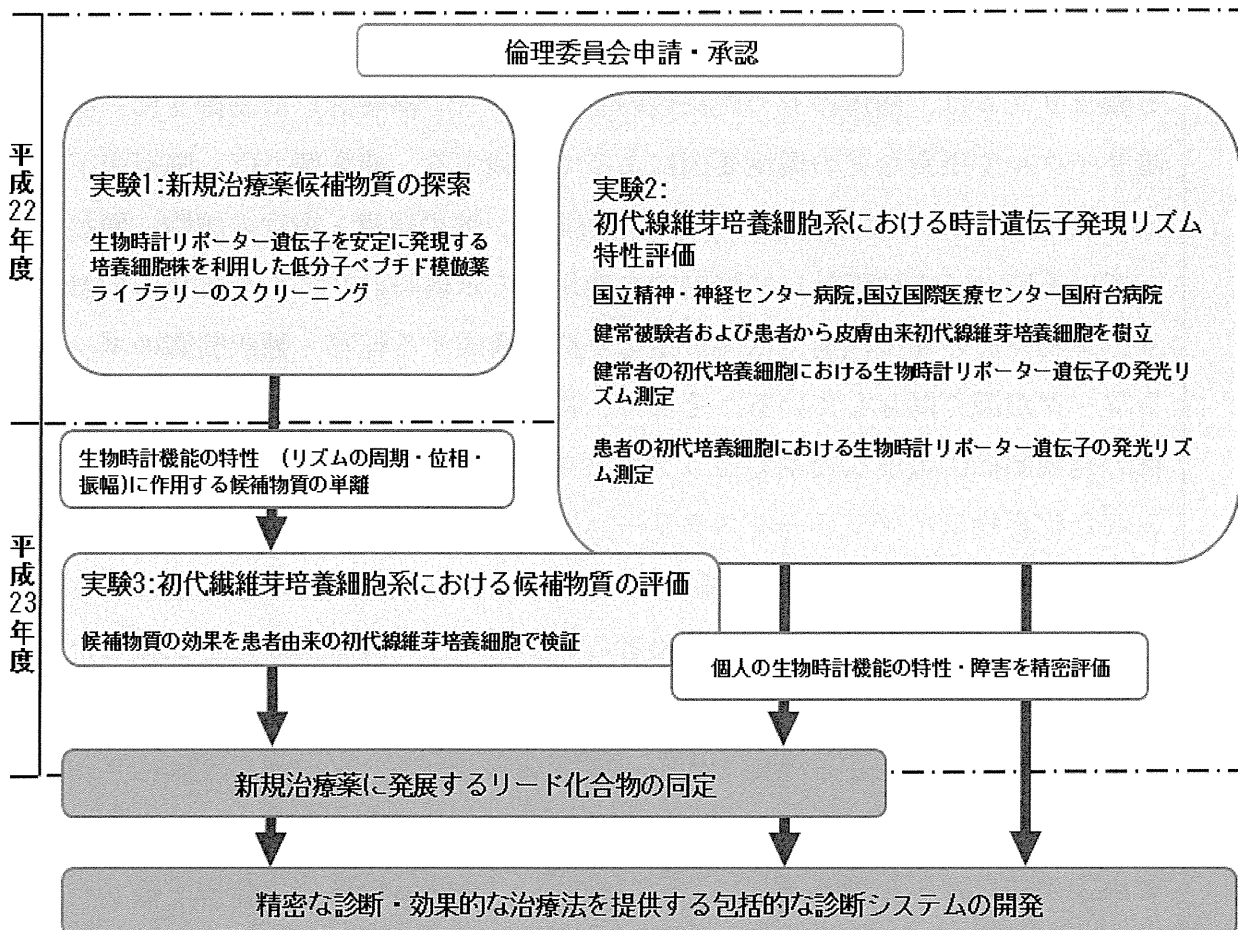 倫理委員会申請・承認
平成22年度
実験1:新規治療薬候補物質の探索
生物時計リポーター遺伝子を安定に発現する
培養細胞株を利用した低分子ペプチド模倣薬
ライブラリーのスクリーニング
実験2:
初代線維芽培養細胞系における時計遺伝子発現リズム
特性評価
国立精神・神経センター病院,国立国際医療センター国府台病院
健常被験者および患者から皮膚由来初代線維芽培養細胞を樹立
健常者の初代培養細胞における生物時計リポーター遺伝子の発光リ
ズム測定
患者の初代培養細胞における生物時計リポーター遺伝子の発光リズ
ム測定
平成23年度
生物時計機能の特性　(リズムの周期・位相・
振幅)に作用する候補物質の単離
実験3:初代繊維芽培養細胞系における候補物質の評価
候補物質の効果を患者由来の初代線維芽培養細胞で検証
個人の生物時計機能の特性・障害を精密評価
新規治療薬に発展するリード化合物の同定
精密な診断・効果的な治療法を提供する包括的な診断システムの開発